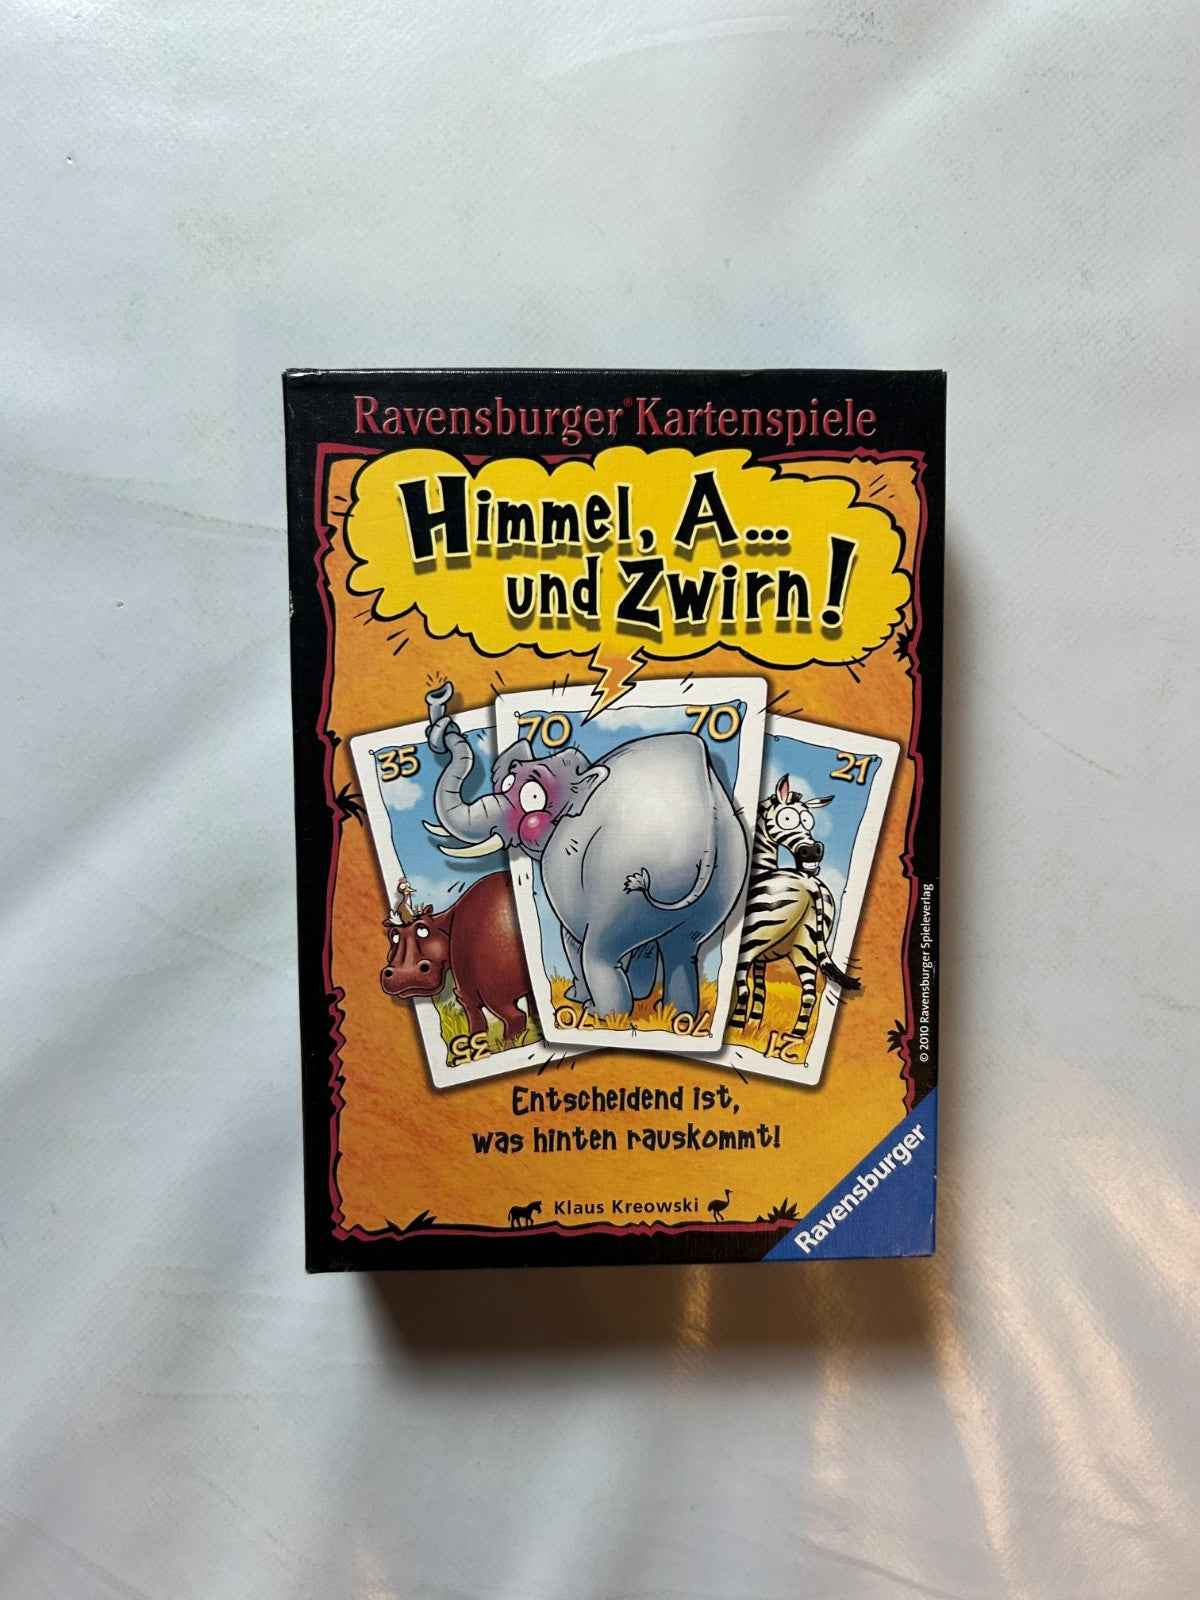 Ravensburger® Kartenspiele
Himmel, A...
und Zwirn!
35
70
70
21
35
70
70
21
Entscheidend ist,
was hinten rauskommt!
Klaus Kreowski
Ravensburger
© 2010 Ravensburger Spieleverlag